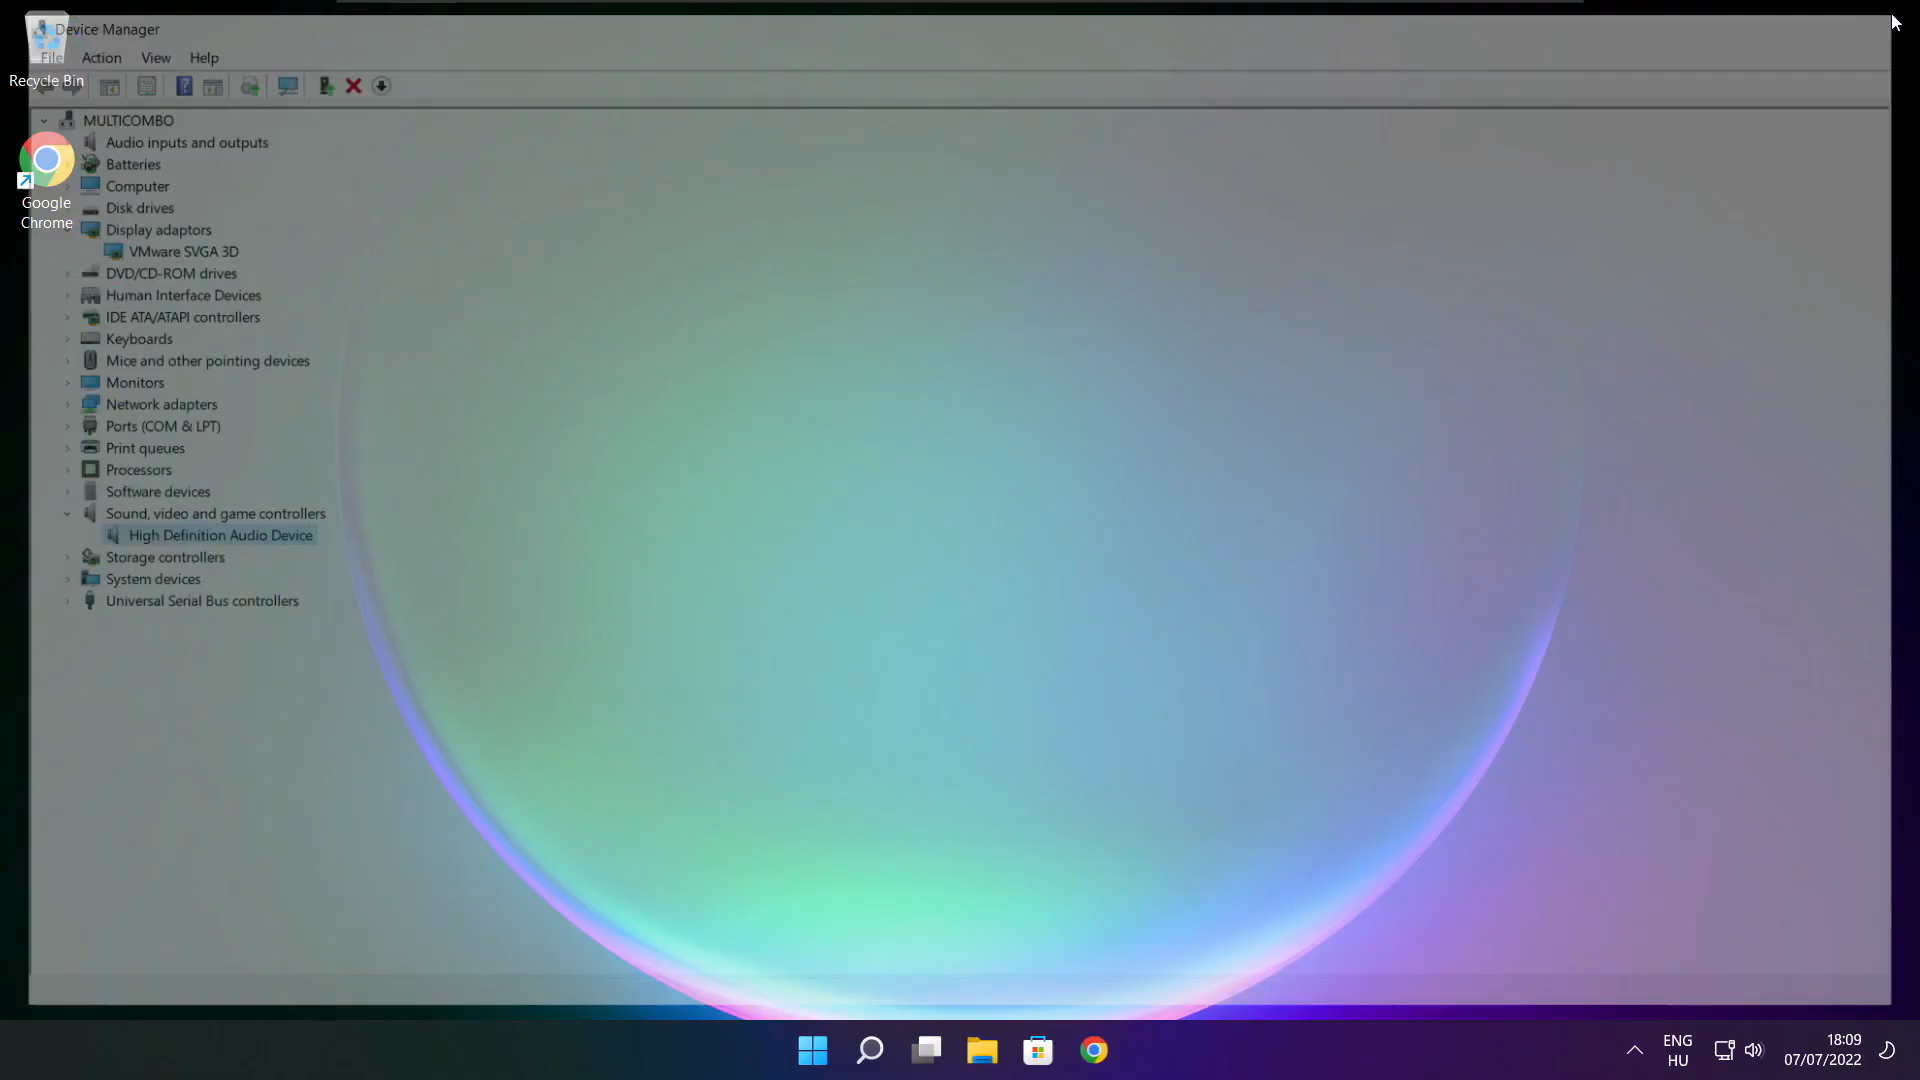 Device Manager
File Action View Help
Recycle Bin
MULTICOMBO
Audio inputs and outputs
Batteries
Computer
Disk drives
Display adaptors
VMware SVGA 3D
DVD/CD-ROM drives
Human Interface Devices
IDE ATA/ATAPI controllers
Keyboards
Mice and other pointing devices
Monitors
Network adapters
Ports (COM & LPT)
Print queues
Processors
Software devices
Sound, video and game controllers
High Definition Audio Device
Storage controllers
System devices
Universal Serial Bus controllers
Google
Chrome
ENG
HU
18:09
07/07/2022